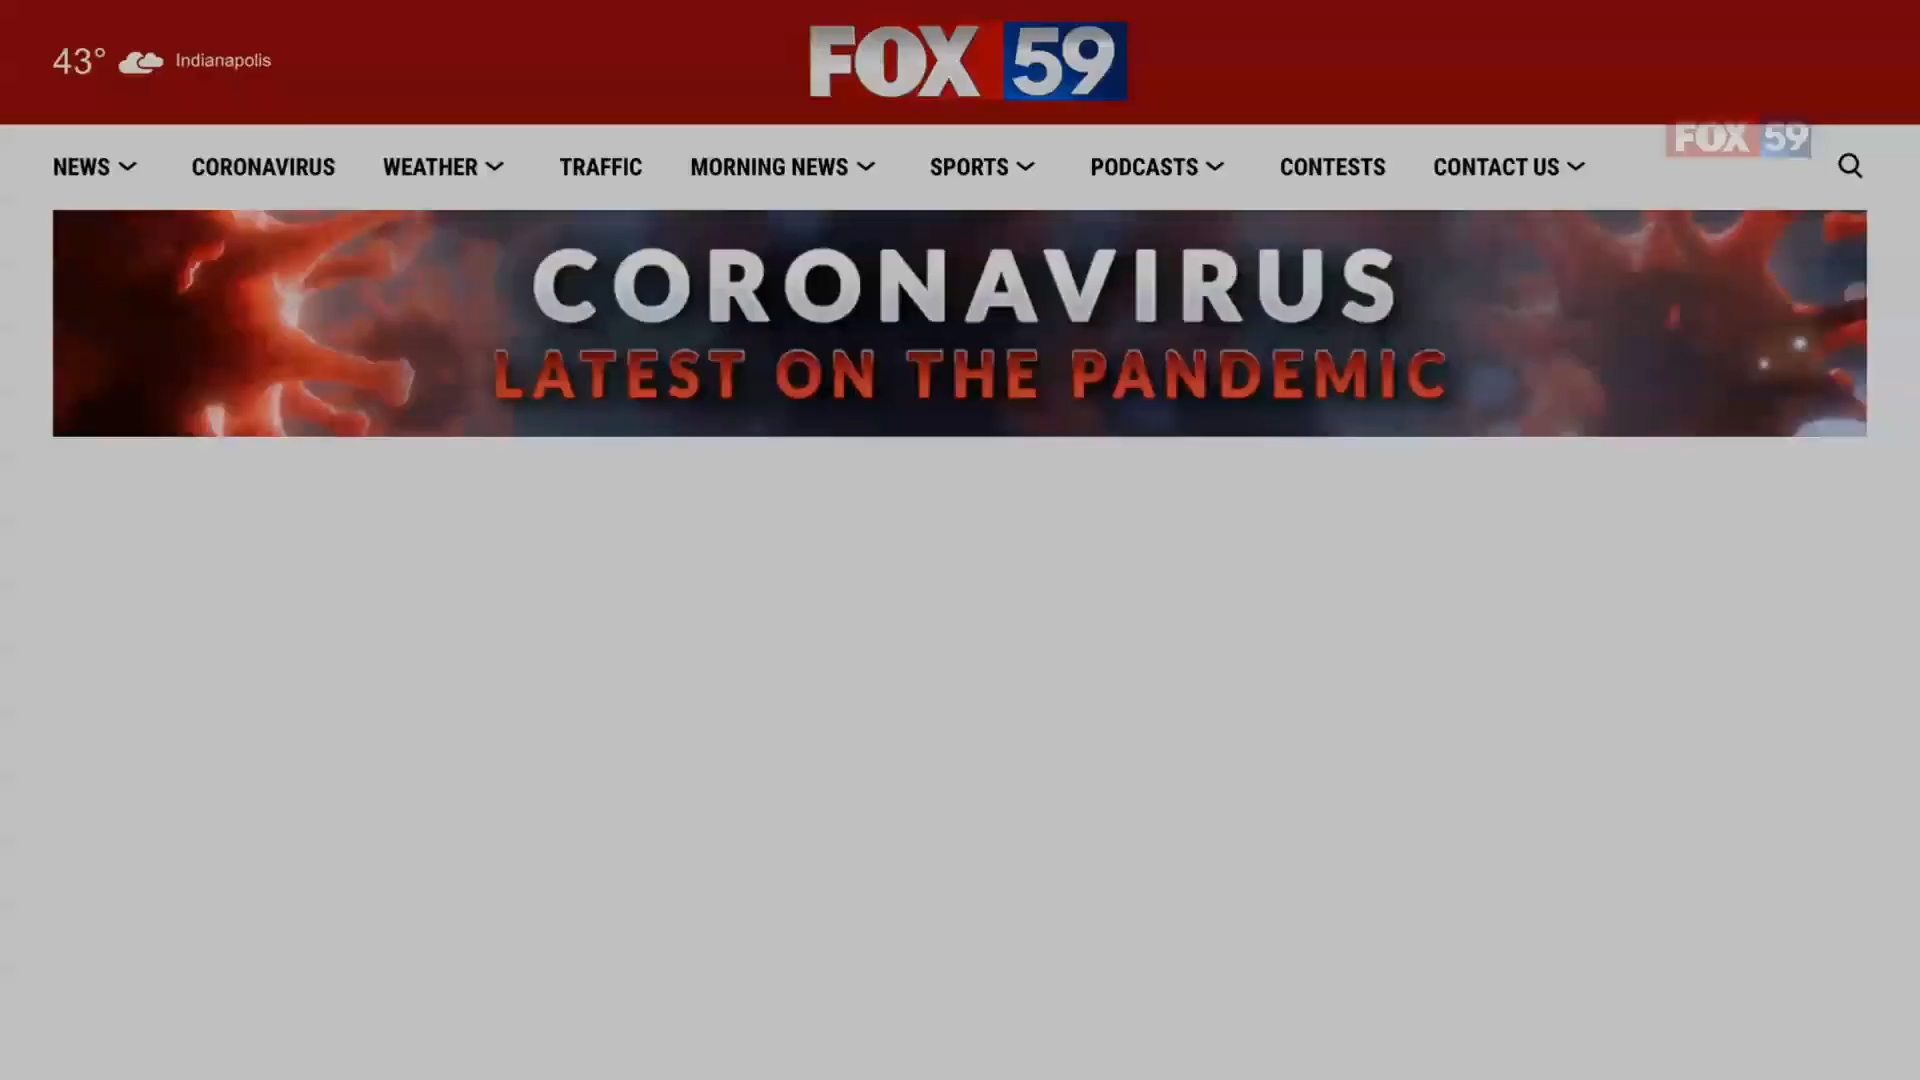 43° Indianapolis
FOX 59
FOX 59
NEWS CORONAVIRUS WEATHER TRAFFIC MORNING NEWS SPORTS PODCASTS CONTESTS CONTACT US
CORONAVIRUS
LATEST ON THE PANDEMIC